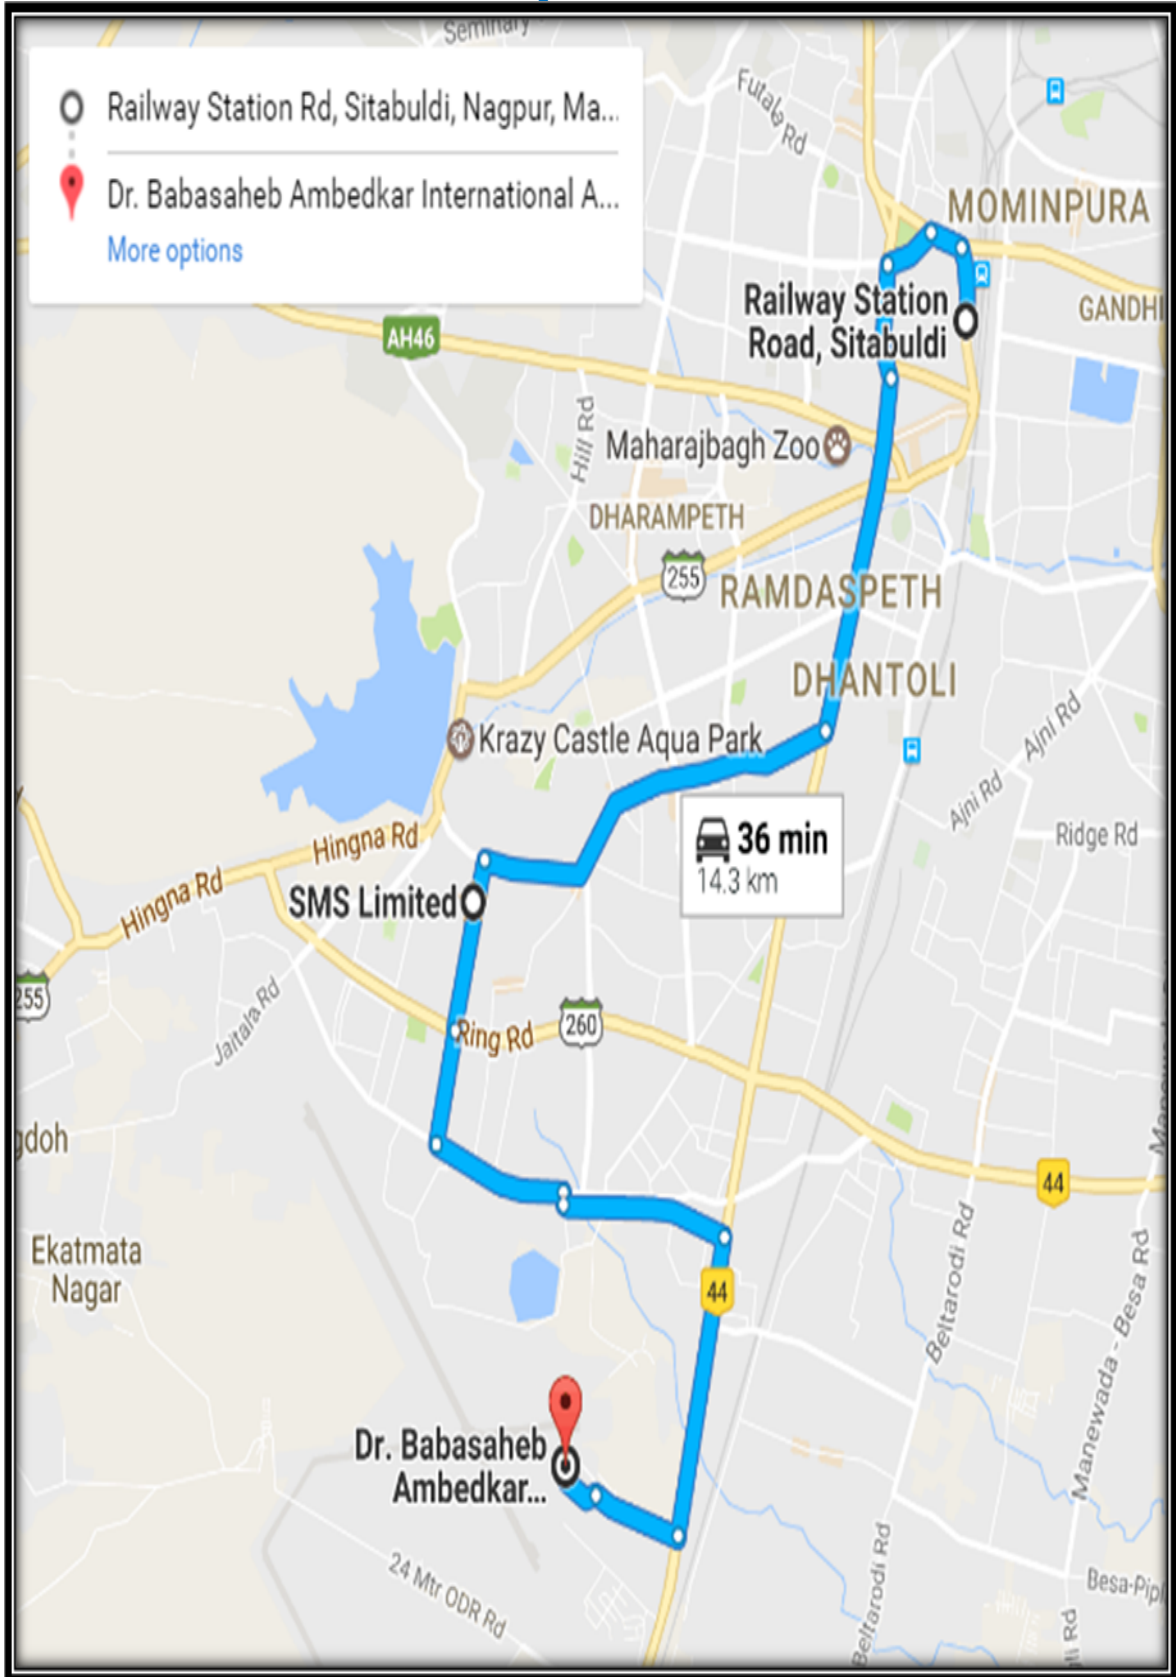 Seminary
Railway Station Rd, Sitabuldi, Nagpur, Ma...
Dr. Babasaheb Ambedkar International A...
More options
Futala Rd
MOMINPURA
Railway Station
Road, Sitabuldi
GANDHI
AH46
Hill Rd
Maharajbagh Zoo
DHARAMPETH
255
RAMDASPETH
DHANTOLI
Krazy Castle Aqua Park
Ajni Rd
Ajni Rd
36 min
14.3 km
Ridge Rd
Hingna Rd
Hingna Rd
SMS Limited
255
Jaitala Rd
Ring Rd
260
gdoh
44
Ekatmata
Nagar
44
Beltarodi Rd
Manewada - Besa Rd
Dr. Babasaheb
Ambedkar...
24 Mtr ODR Rd
Beltarodi Rd
Besa-Pipl